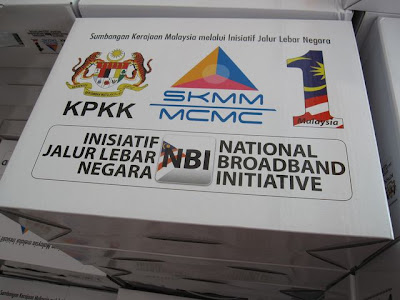 Sumbangan Kerajaan Malaysia melalui Inisiatif Jalur Lebar Negara
KPKK
SKMM
MCMC
1
Malaysia
INISIATIF
JALUR LEBAR
NEGARA
NBI
NATIONAL
BROADBAND
INITIATIVE